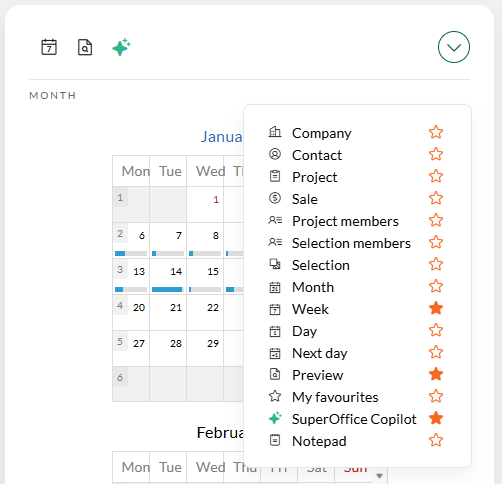 7
MONTH
Janua
Mon Tue Wed
1 1
2 6 7 8
3 13 14 15
4 20 21 22
5 27 28 29
6
Februa
Mon Tue Wed Thu Fri Sat Sun
Company
Contact
Project
Sale
Project members
Selection members
Selection
Month
Week
Day
Next day
Preview
My favourites
SuperOffice Copilot
Notepad